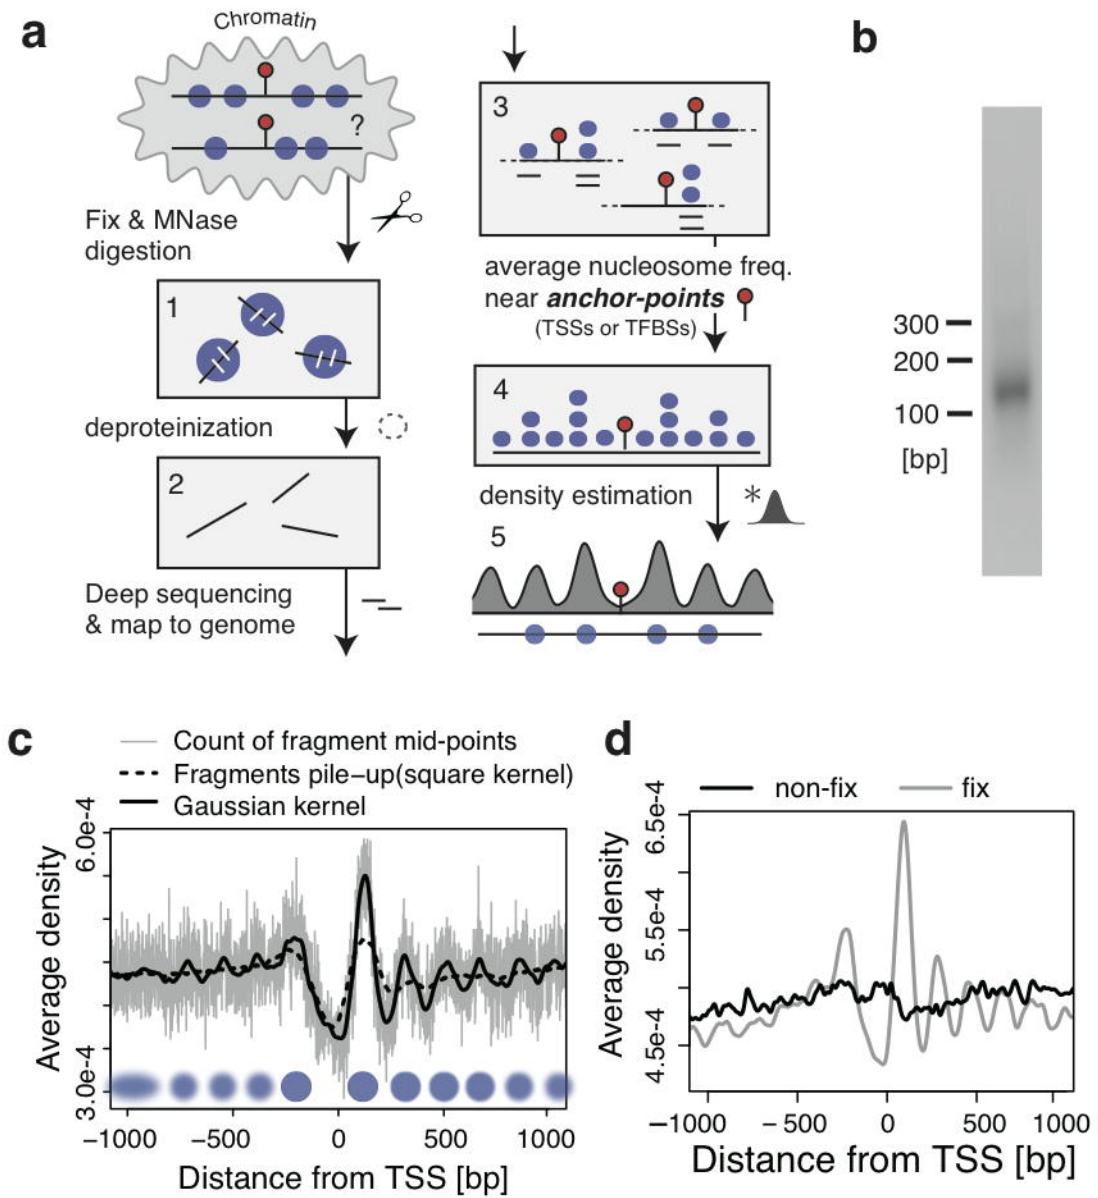 a
Chromatin
?
Fix & MNase
digestion
1
deproteinization
2
Deep sequencing
& map to genome
3
average nucleosome freq.
near anchor-points
(TSSs or TFBSs)
4
density estimation
*
5
b
300
200
100
[bp]
c
Count of fragment mid-points
Fragments pile-up(square kernel)
Gaussian kernel
Average density
6.0e-4
3.0e-4
−1000
−500
0
500
1000
Distance from TSS [bp]
d
non-fix
fix
Average density
6.5e-4
5.5e-4
4.5e-4
−1000
−500
0
500
1000
Distance from TSS [bp]